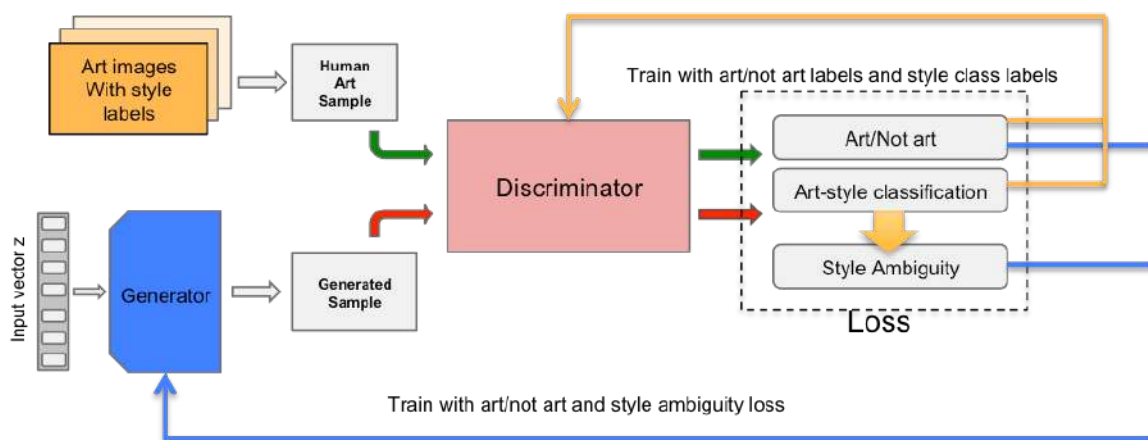 Art images
With style
labels
Human
Art
Sample
Train with art/not art labels and style class labels
Discriminator
Art/Not art
Art-style classification
Style Ambiguity
Loss
Input vector z
Generator
Generated
Sample
Train with art/not art and style ambiguity loss